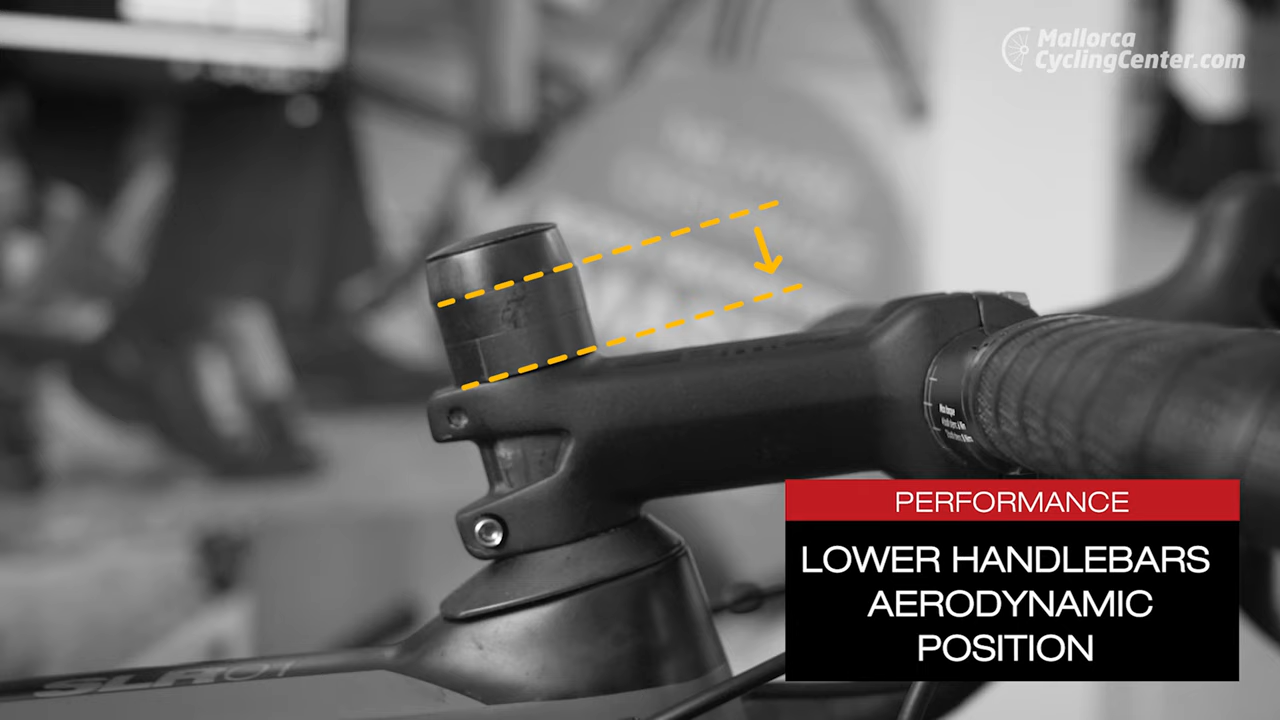 Mallorca
CyclingCenter.com
PERFORMANCE
LOWER HANDLEBARS
AERODYNAMIC
POSITION
SLR01